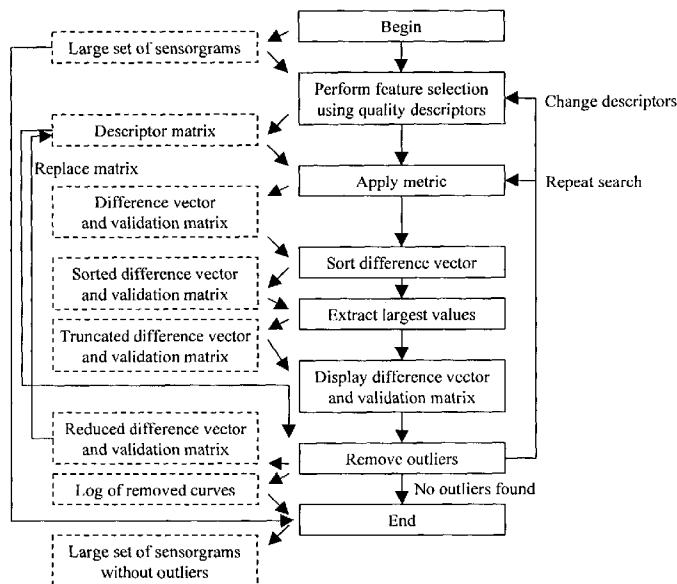 Begin
Large set of sensorgrams
Perform feature selection
using quality descriptors
Change descriptors
Descriptor matrix
Replace matrix
Apply metric
Repeat search
Difference vector
and validation matrix
Sort difference vector
Sorted difference vector
and validation matrix
Extract largest values
Truncated difference vector
and validation matrix
Display difference vector
and validation matrix
Reduced difference vector
and validation matrix
Remove outliers
Log of removed curves
No outliers found
End
Large set of sensorgrams
without outliers